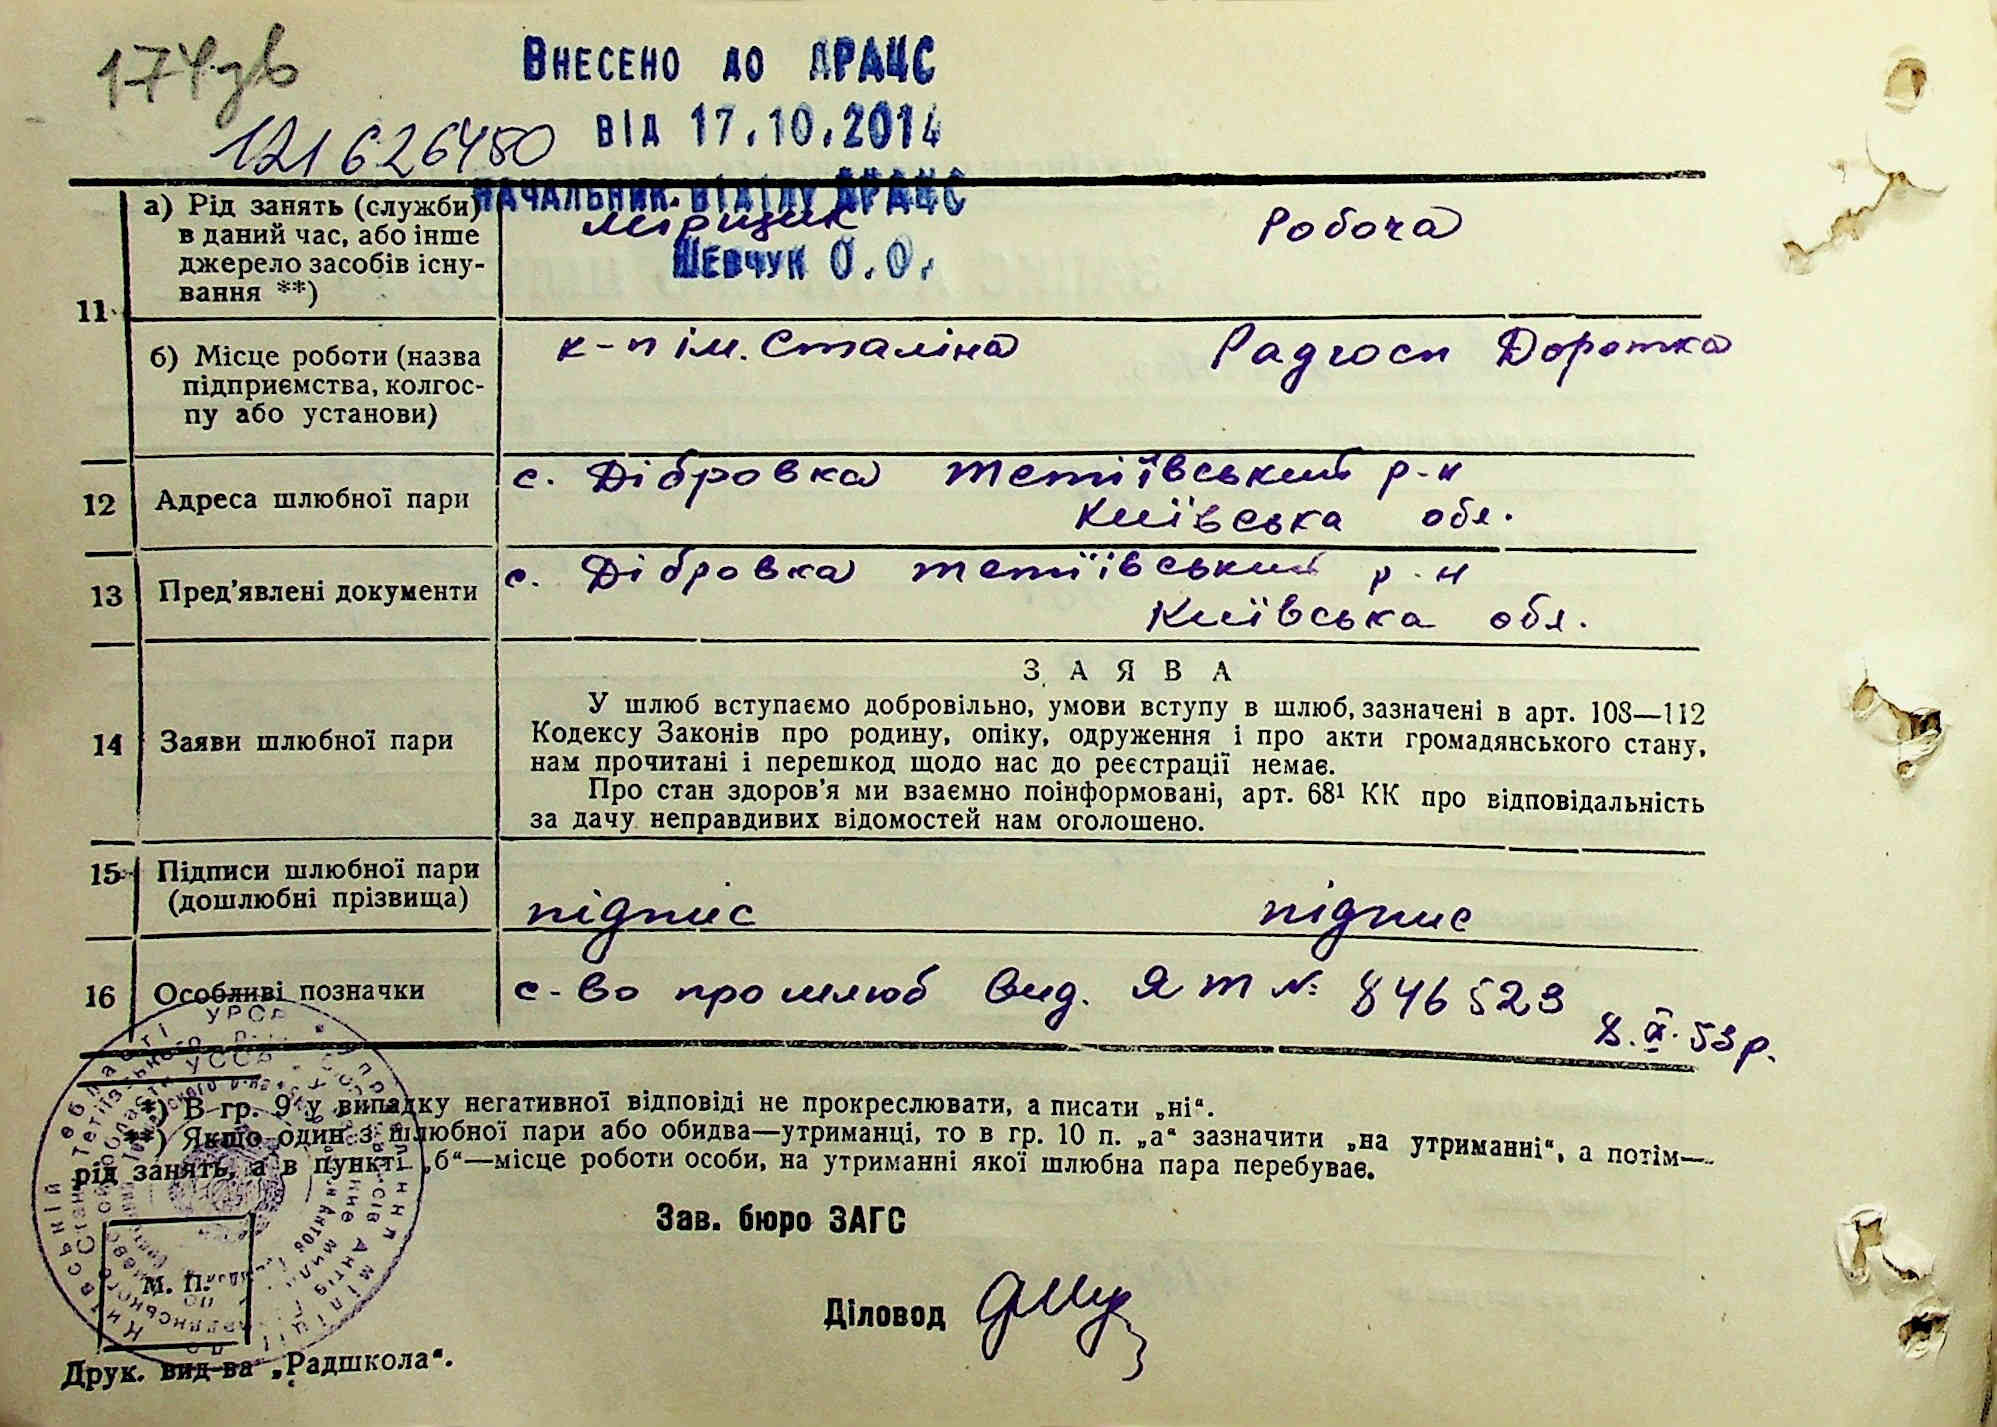 174зв
121626480
Внесено до ДРАЦС
від 17.10.2014
Начальник відділу ДРАЦС
Шевчук О.О.
11
а) Рід занять (служби)
в даний час, або інше
джерело засобів існу-
вання **)
Робоча
б) Місце роботи (назва
підприємства, колгос-
пу або установи)
к-п ім. Сталіна
Радгосп
12
Адреса шлюбної пари
с. Дібровка Тетіївський р-н
Київська обл.
13
Пред'явлені документи
с. Дібровка Тетіївський р-н
Київська обл.
14
Заяви шлюбної пари
ЗАЯВА
У шлюб вступаємо добровільно, умови вступу в шлюб, зазначені в арт. 108—112
Кодексу Законів про родину, опіку, одруження і про акти громадянського стану,
нам прочитані і перешкод щодо нас до реєстрації немає.
Про стан здоров'я ми взаємно поінформовані, арт. 68¹ КК про відповідальність
за дачу неправдивих відомостей нам оголошено.
15
Підписи шлюбної пари
(дошлюбні прізвища)
підпис
підпис
16
Особливі позначки
с-во про шлюб вид. ЯТ № 846523
53р.
*) В гр. 9 у випадку негативної відповіді не прокреслювати, а писати „ні“.
**) Якщо один з шлюбної пари або обидва—утриманці, то в гр. 10 п. „а“ зазначити „на утриманні“, а потім—
рід занять, а в пункті „б“—місце роботи особи, на утриманні якої шлюбна пара перебуває.
Зав. бюро ЗАГС
М. П.
Діловод
Друк. вид-ва „Радшкола“.